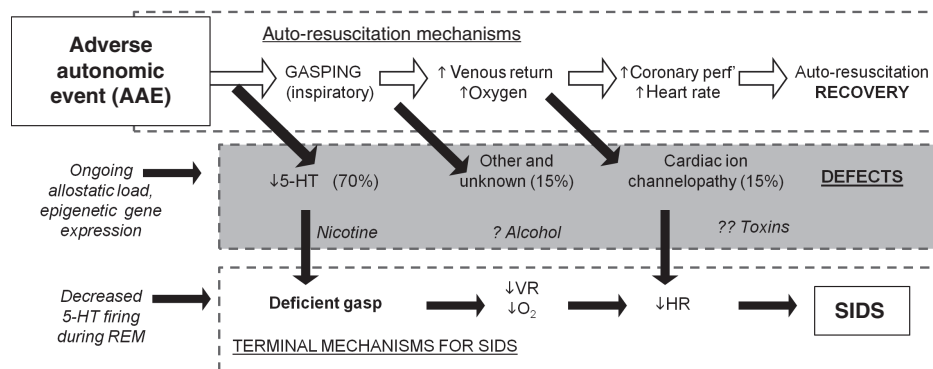 Adverse
autonomic
event (AAE)
Auto-resuscitation mechanisms
GASPING
(inspiratory)
↑ Venous return
↑Oxygen
↑Coronary perf’
↑Heart rate
Auto-resuscitation
RECOVERY
Ongoing
allostatic load,
epigenetic gene
expression
↓5-HT (70%)
Other and
unknown (15%)
Cardiac ion
channelopathy (15%)
DEFECTS
Nicotine
? Alcohol
?? Toxins
Decreased
5-HT firing
during REM
Deficient gasp
↓VR
↓O₂
↓HR
SIDS
TERMINAL MECHANISMS FOR SIDS